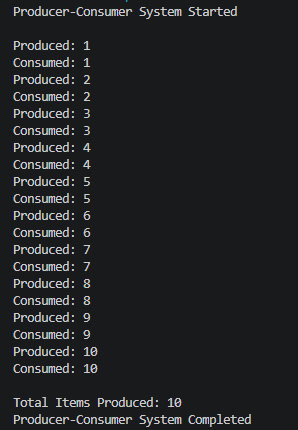 Producer-Consumer System Started
Produced: 1
Consumed: 1
Produced: 2
Consumed: 2
Produced: 3
Consumed: 3
Produced: 4
Consumed: 4
Produced: 5
Consumed: 5
Produced: 6
Consumed: 6
Produced: 7
Consumed: 7
Produced: 8
Consumed: 8
Produced: 9
Consumed: 9
Produced: 10
Consumed: 10
Total Items Produced: 10
Producer-Consumer System Completed